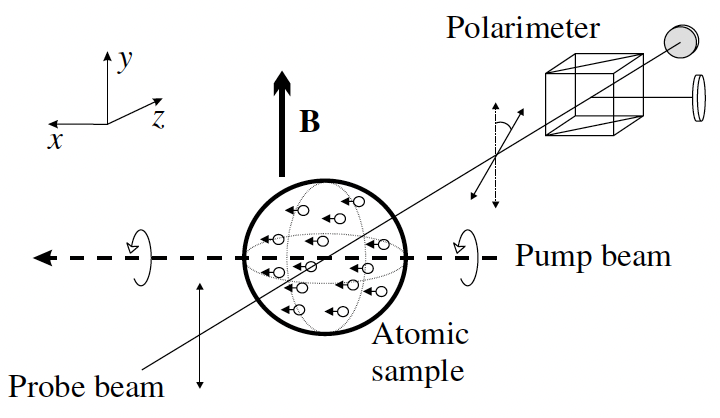 Polarimeter
y
z
x
B
Pump beam
Atomic
sample
Probe beam